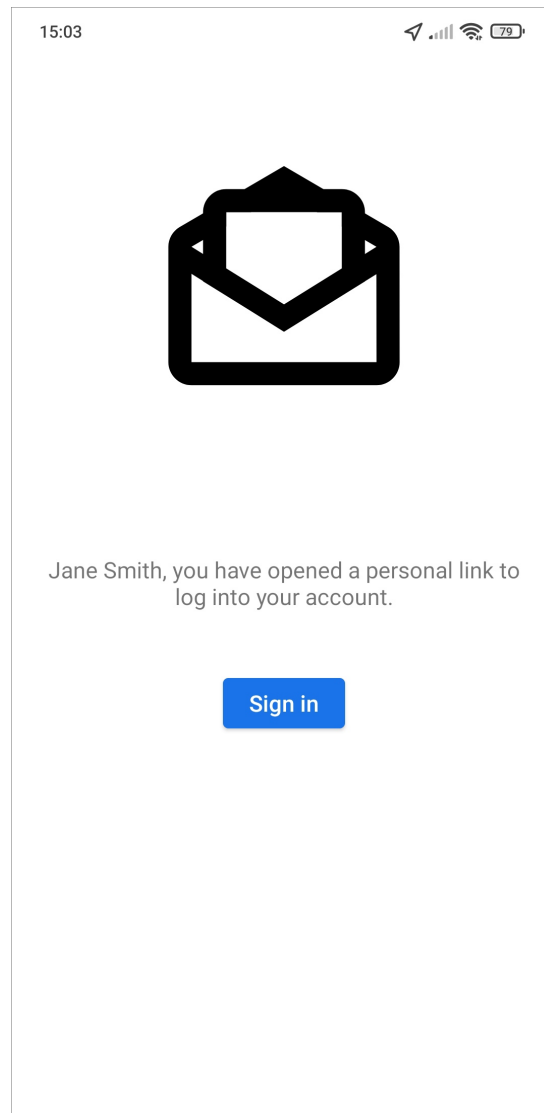 15:03
79
Jane Smith, you have opened a personal link to
log into your account.
Sign in